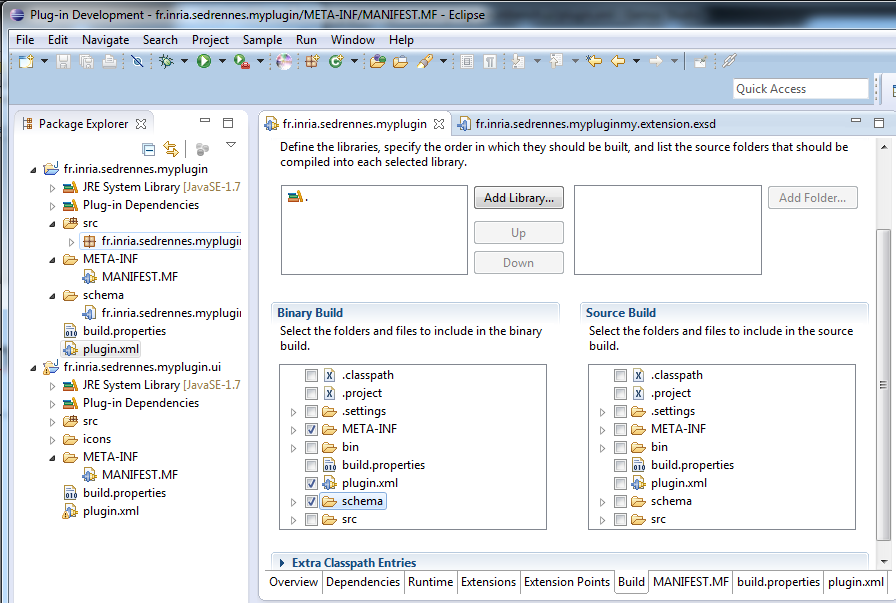 Plug-in Development - fr.inria.sedrennes.myplugin/META-INF/MANIFEST.MF - Eclipse
File Edit Navigate Search Project Sample Run Window Help
Quick Access
Package Explorer
fr.inria.sedrennes.myplugin
JRE System Library [JavaSE-1.7
Plug-in Dependencies
src
fr.inria.sedrennes.myplugin
META-INF
MANIFEST.MF
schema
fr.inria.sedrennes.myplugin
build.properties
plugin.xml
fr.inria.sedrennes.myplugin.ui
JRE System Library [JavaSE-1.7
Plug-in Dependencies
src
icons
META-INF
MANIFEST.MF
build.properties
plugin.xml
fr.inria.sedrennes.myplugin
fr.inria.sedrennes.mypluginmy.extension.exsd
Define the libraries, specify the order in which they should be built, and list the source folders that should be
compiled into each selected library.
.
Add Library...
Up
Down
Add Folder...
Binary Build
Select the folders and files to include in the binary
build.
.classpath
.project
.settings
META-INF
bin
build.properties
plugin.xml
schema
src
Source Build
Select the folders and files to include in the source
build.
.classpath
.project
.settings
META-INF
bin
build.properties
plugin.xml
schema
src
Extra Classpath Entries
Overview Dependencies Runtime Extensions Extension Points Build MANIFEST.MF build.properties plugin.xml